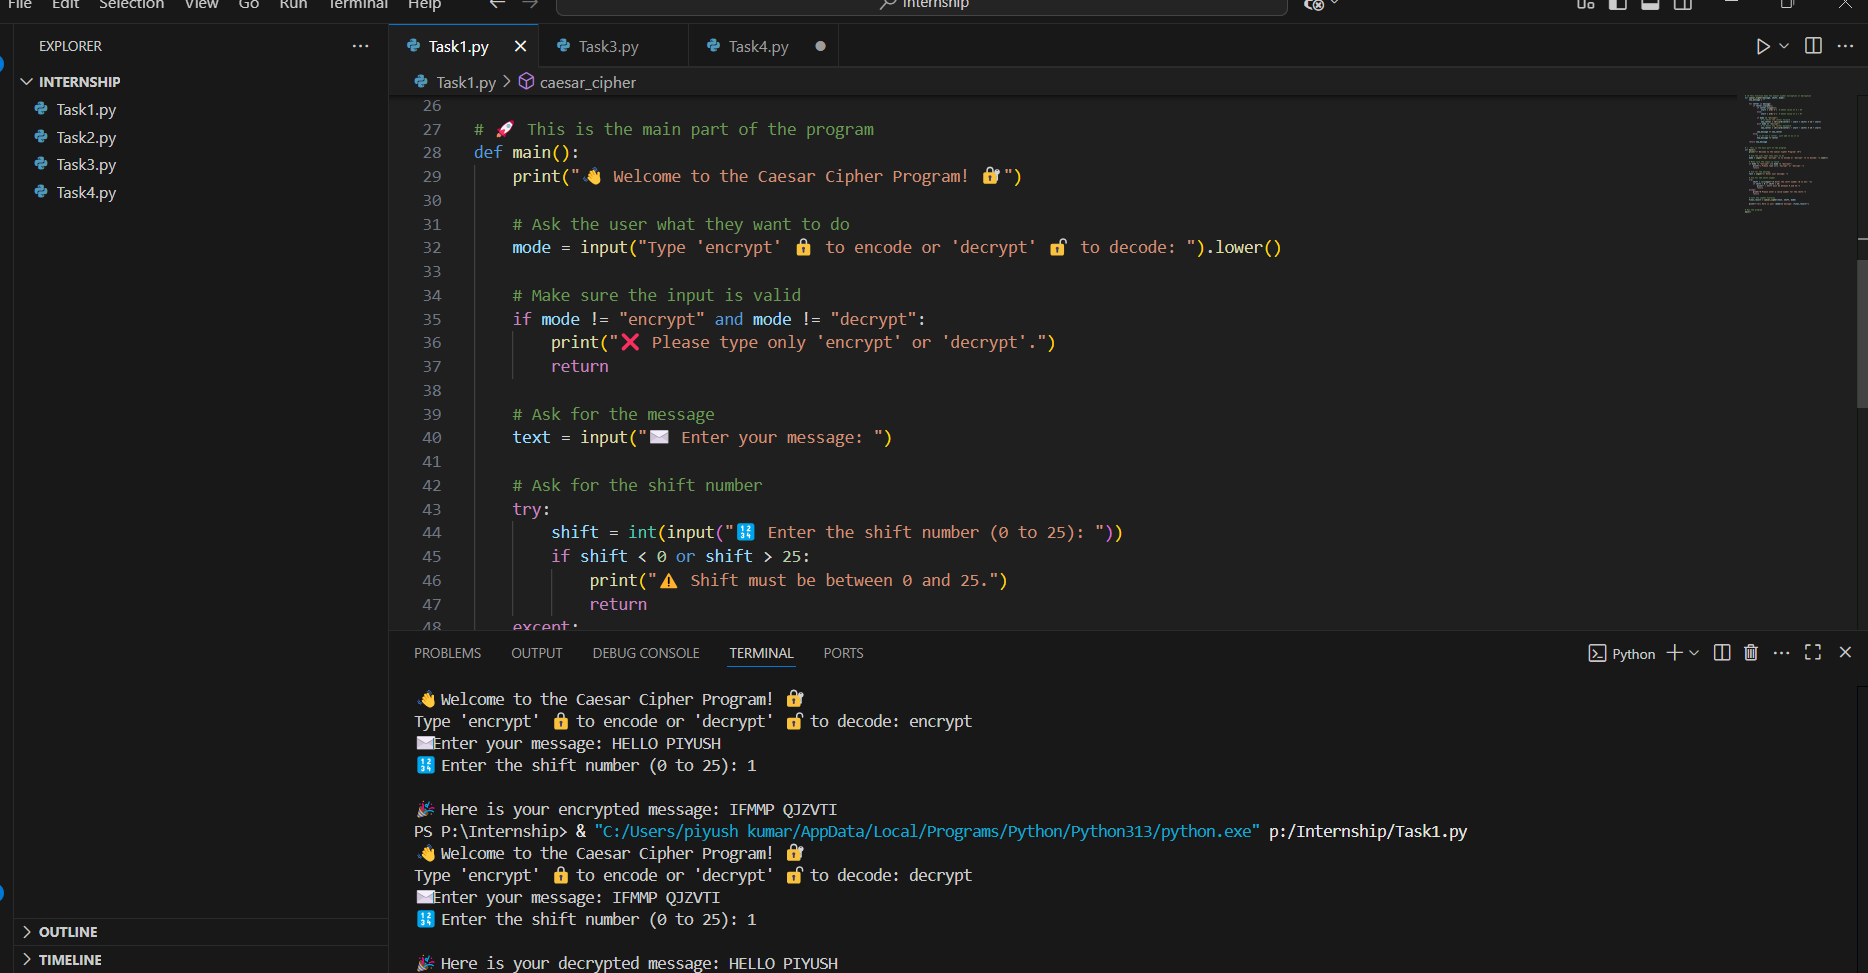 File Edit Selection View Go Run Terminal Help
internship
EXPLORER
INTERNSHIP
Task1.py
Task2.py
Task3.py
Task4.py
OUTLINE
TIMELINE
Task1.py Task3.py Task4.py
Task1.py > caesar_cipher
26
27 # 🚀 This is the main part of the program
28 def main():
29 print("👋 Welcome to the Caesar Cipher Program! 🔐")
30
31 # Ask the user what they want to do
32 mode = input("Type 'encrypt' 🔒 to encode or 'decrypt' 🔓 to decode: ").lower()
33
34 # Make sure the input is valid
35 if mode != "encrypt" and mode != "decrypt":
36 print("❌ Please type only 'encrypt' or 'decrypt'.")
37 return
38
39 # Ask for the message
40 text = input("✉️ Enter your message: ")
41
42 # Ask for the shift number
43 try:
44 shift = int(input("🔢 Enter the shift number (0 to 25): "))
45 if shift < 0 or shift > 25:
46 print("⚠️ Shift must be between 0 and 25.")
47 return
48 except:
PROBLEMS OUTPUT DEBUG CONSOLE TERMINAL PORTS
Python
👋 Welcome to the Caesar Cipher Program! 🔐
Type 'encrypt' 🔒 to encode or 'decrypt' 🔓 to decode: encrypt
✉️Enter your message: HELLO PIYUSH
🔢 Enter the shift number (0 to 25): 1
🎉 Here is your encrypted message: IFMMP QJZVTI
PS P:\Internship> & "C:/Users/piyush kumar/AppData/Local/Programs/Python/Python313/python.exe" p:/Internship/Task1.py
👋 Welcome to the Caesar Cipher Program! 🔐
Type 'encrypt' 🔒 to encode or 'decrypt' 🔓 to decode: decrypt
✉️Enter your message: IFMMP QJZVTI
🔢 Enter the shift number (0 to 25): 1
🎉 Here is your decrypted message: HELLO PIYUSH